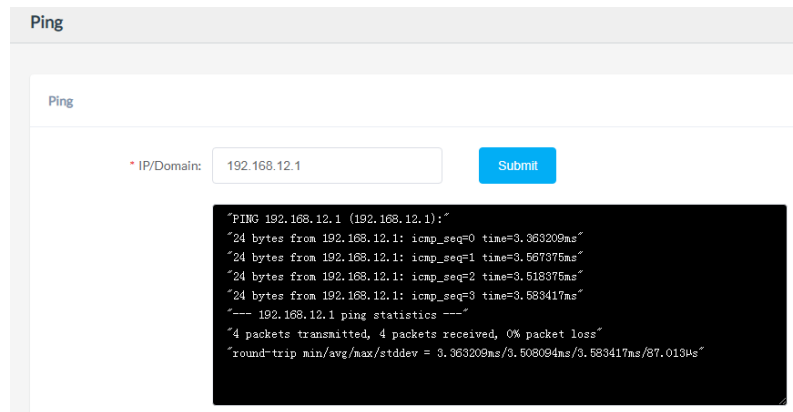 Ping
Ping
* IP/Domain: 192.168.12.1 Submit
"PING 192.168.12.1 (192.168.12.1):"
"24 bytes from 192.168.12.1: icmp_seq=0 time=3.363209ms"
"24 bytes from 192.168.12.1: icmp_seq=1 time=3.567375ms"
"24 bytes from 192.168.12.1: icmp_seq=2 time=3.518375ms"
"24 bytes from 192.168.12.1: icmp_seq=3 time=3.583417ms"
"--- 192.168.12.1 ping statistics ---"
"4 packets transmitted, 4 packets received, 0% packet loss"
"round-trip min/avg/max/stddev = 3.363209ms/3.508094ms/3.583417ms/87.013µs"